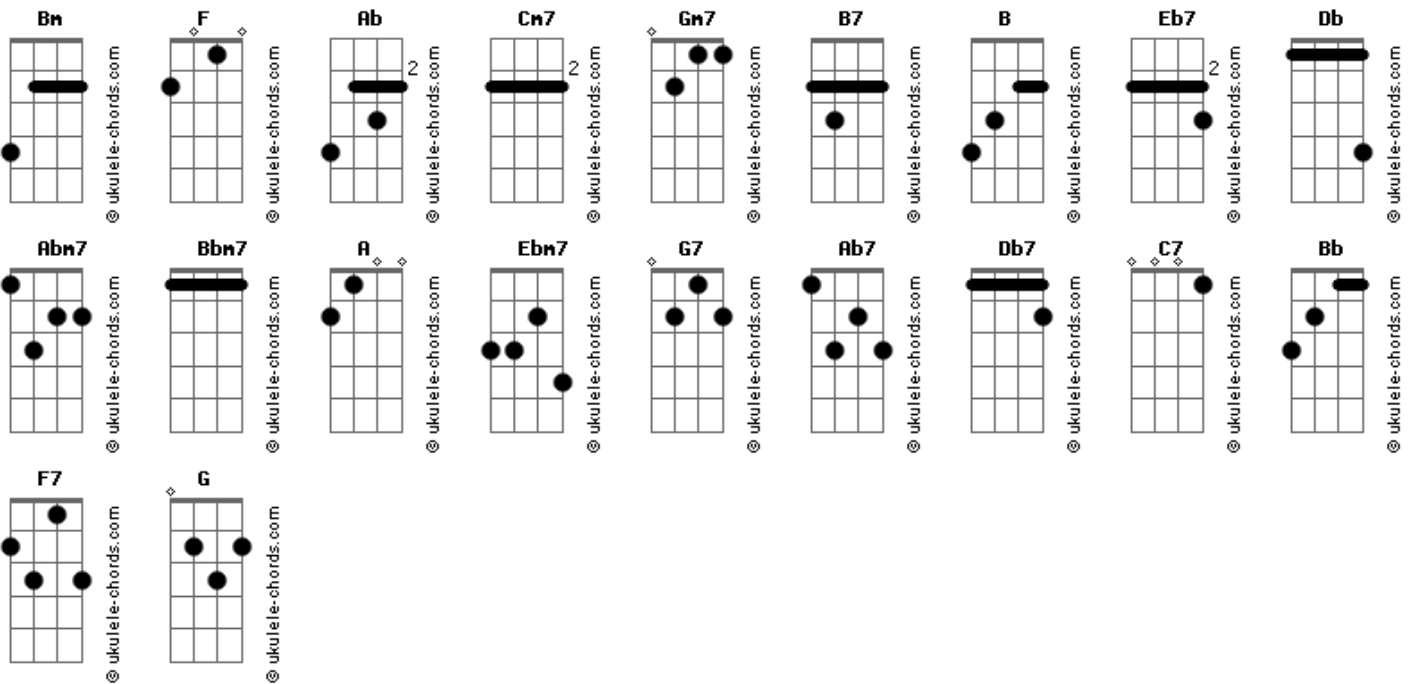 Bm F Ab Cm7 Gm7 B7 B Eb7 Db
2 2 2
© ukulele-chords.com © ukulele-chords.com © ukulele-chords.com © ukulele-chords.com © ukulele-chords.com © ukulele-chords.com © ukulele-chords.com © ukulele-chords.com © ukulele-chords.com
Abm7 Bbm7 A Ebm7 G7 Ab7 Db7 C7 Bb
© ukulele-chords.com © ukulele-chords.com © ukulele-chords.com © ukulele-chords.com © ukulele-chords.com © ukulele-chords.com © ukulele-chords.com © ukulele-chords.com © ukulele-chords.com
F7 G
© ukulele-chords.com © ukulele-chords.com